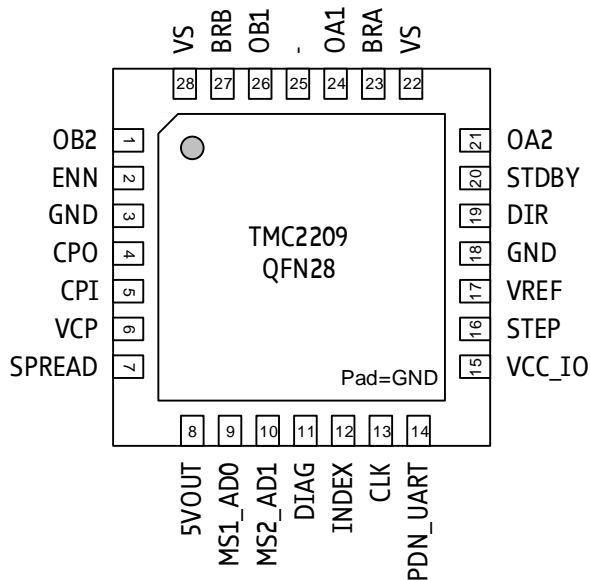 VS
BRB
OB1
-
OA1
BRA
VS
28
27
26
25
24
23
22
OB2 1
ENN 2
GND 3
CPO 4
CPI 5
VCP 6
SPREAD 7
TMC2209
QFN28
Pad=GND
21 OA2
20 STDBY
19 DIR
18 GND
17 VREF
16 STEP
15 VCC_IO
8
9
10
11
12
13
14
5VOUT
MS1_AD0
MS2_AD1
DIAG
INDEX
CLK
PDN_UART